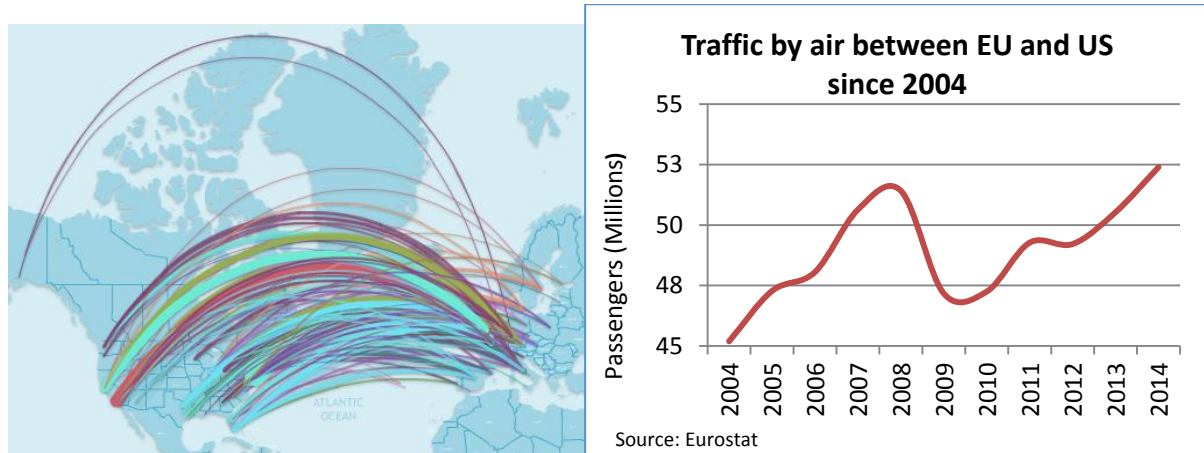 ATLANTIC
OCEAN
Traffic by air between EU and US
since 2004
Passengers (Millions)
55
53
50
48
45
2004
2005
2006
2007
2008
2009
2010
2011
2012
2013
2014
Source: Eurostat